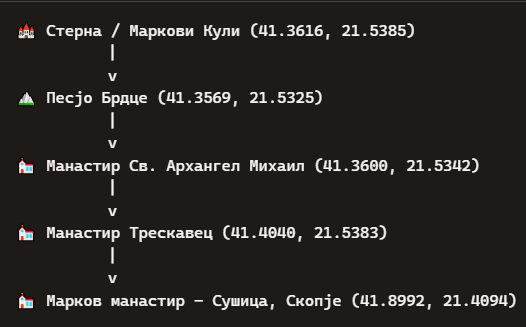 🏰 Стерна / Маркови Кули (41.3616, 21.5385)
|
v
⛰️ Песјо Брдце (41.3569, 21.5325)
|
v
⛪ Манастир Св. Архангел Михаил (41.3600, 21.5342)
|
v
⛪ Манастир Трескавец (41.4040, 21.5383)
|
v
⛪ Марков манастир – Сушица, Скопје (41.8992, 21.4094)